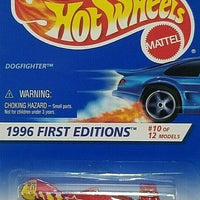 Hot Wheels
MATTEL
DOGFIGHTER™
WARNING:
CHOKING HAZARD – Small parts.
Not for children under 3 years.
1996 FIRST EDITIONS™
#10 OF
12 MODELS